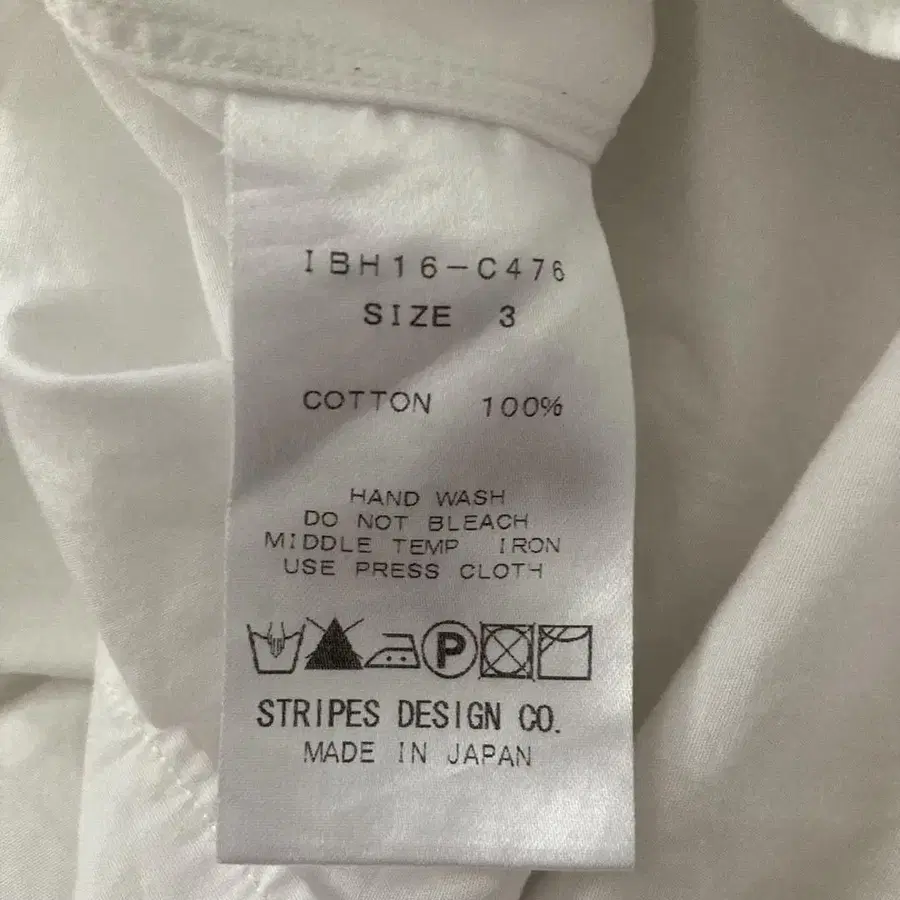 IBH16-C476
SIZE 3
COTTON 100%
HAND WASH
DO NOT BLEACH
MIDDLE TEMP IRON
USE PRESS CLOTH
P
STRIPES DESIGN CO.
MADE IN JAPAN